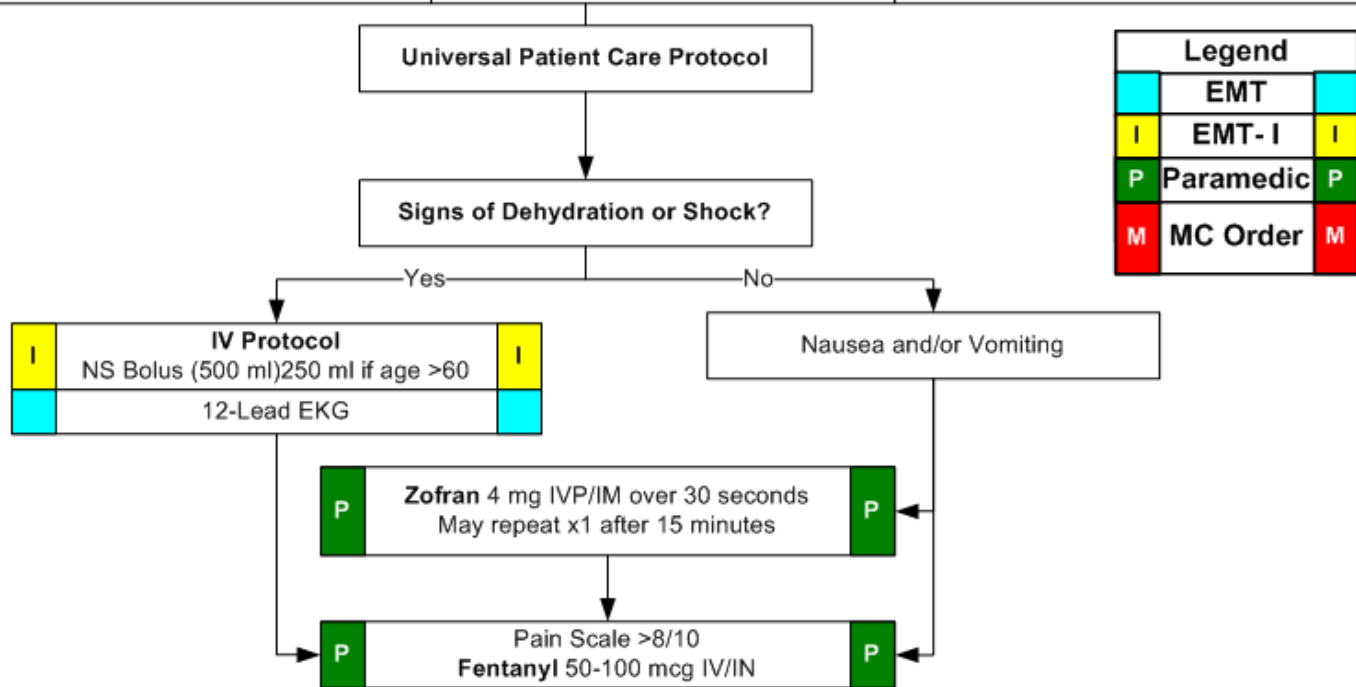 Universal Patient Care Protocol
Legend
EMT
I EMT- I I
P Paramedic P
M MC Order M
Signs of Dehydration or Shock?
Yes
No
I IV Protocol I
NS Bolus (500 ml)250 ml if age >60
12-Lead EKG
Nausea and/or Vomiting
P Zofran 4 mg IVP/IM over 30 seconds P
May repeat x1 after 15 minutes
P Pain Scale >8/10 P
Fentanyl 50-100 mcg IV/IN